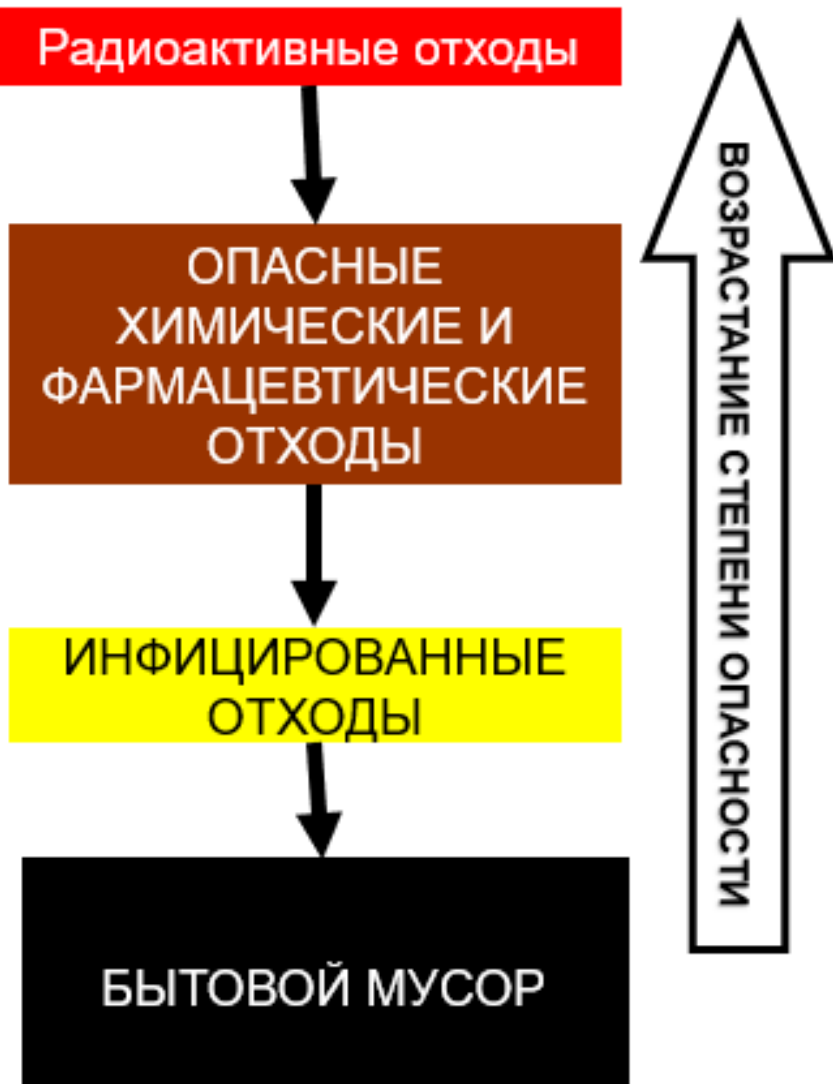 Радиоактивные отходы
ОПАСНЫЕ
ХИМИЧЕСКИЕ И
ФАРМАЦЕВТИЧЕСКИЕ
ОТХОДЫ
ИНФИЦИРОВАННЫЕ
ОТХОДЫ
БЫТОВОЙ МУСОР
ВОЗРАСТАНИЕ СТЕПЕНИ ОПАСНОСТИ